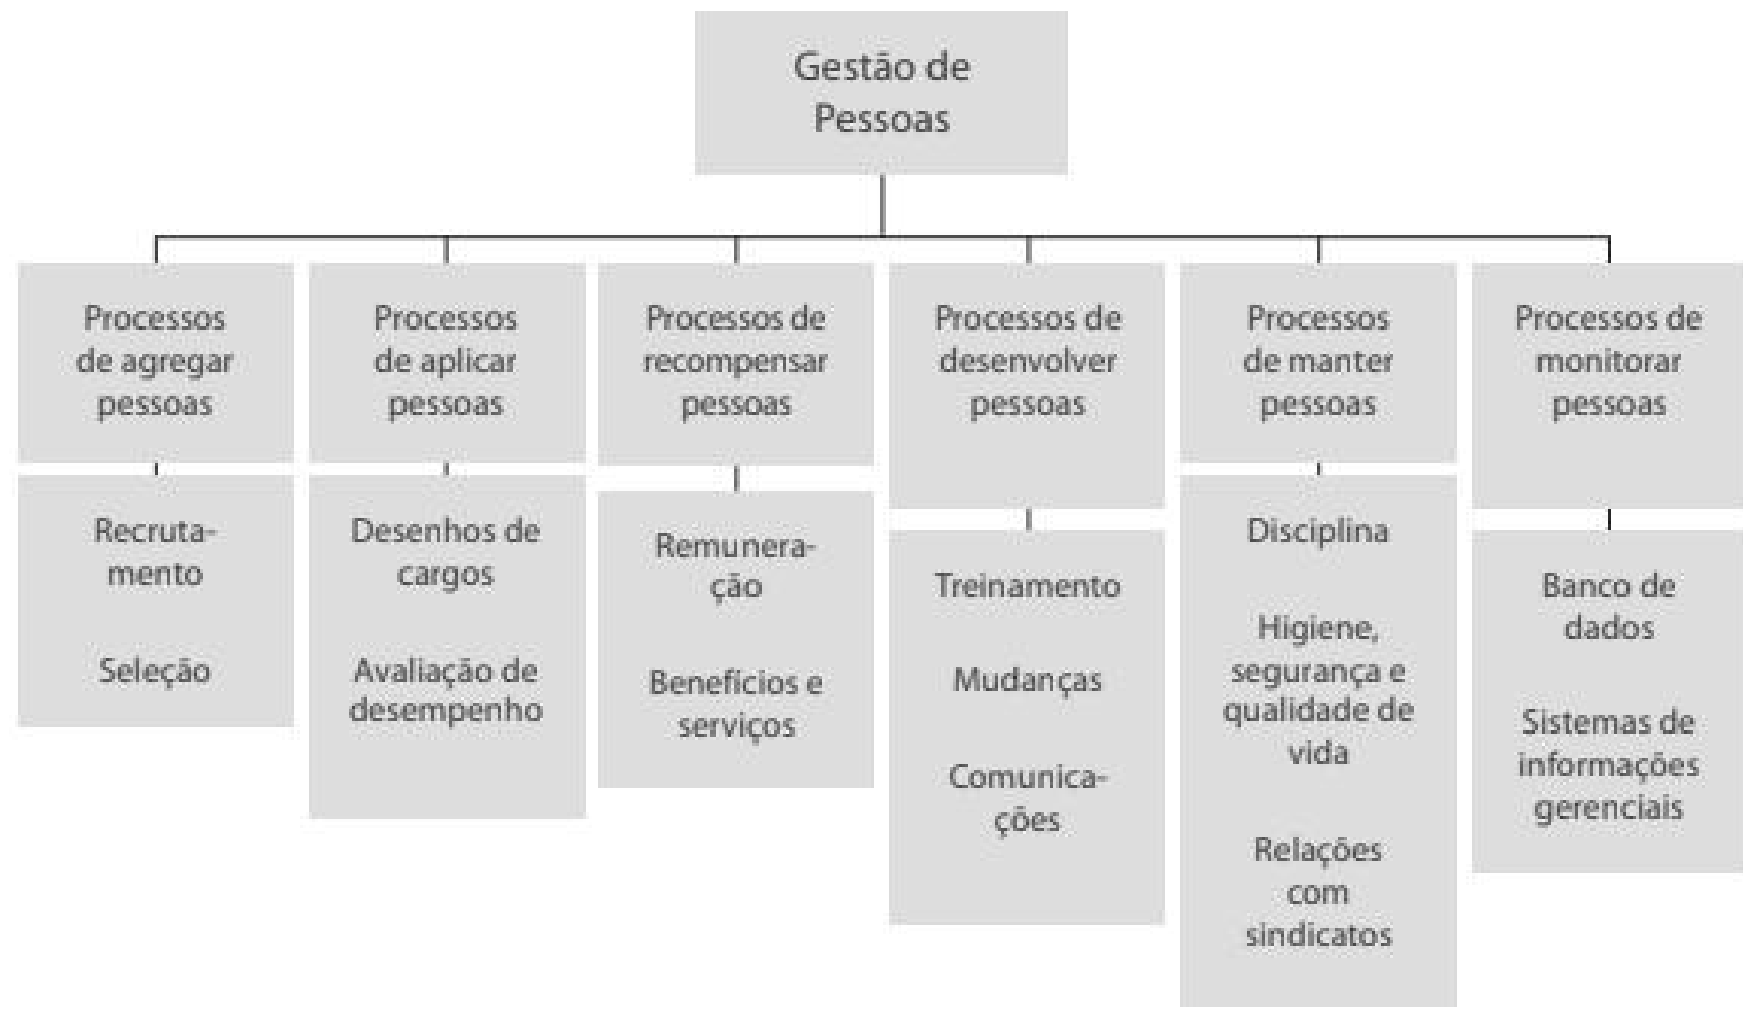 Gestão de
Pessoas
Processos
de agregar
pessoas
Recruta-
mento
Seleção
Processos
de aplicar
pessoas
Desenhos de
cargos
Avaliação de
desempenho
Processos de
recompensar
pessoas
Remunera-
ção
Benefícios e
serviços
Processos de
desenvolver
pessoas
Treinamento
Mudanças
Comunica-
ções
Processos
de manter
pessoas
Disciplina
Higiene,
segurança e
qualidade de
vida
Relações
com
sindicatos
Processos de
monitorar
pessoas
Banco de
dados
Sistemas de
informações
gerenciais